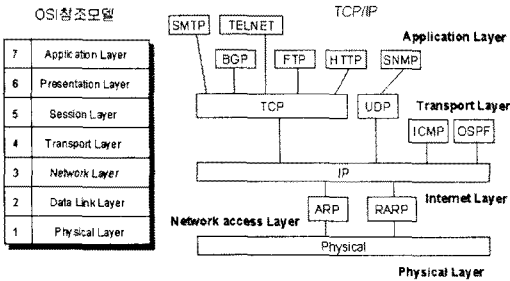 OSI참조모델
7 Application Layer
6 Presentation Layer
5 Session Layer
4 Transport Layer
3 Network Layer
2 Data Link Layer
1 Physical Layer
TCP/IP
SMTP TELNET
Application Layer
BGP FTP HTTP SNMP
TCP UDP
Transport Layer
ICMP OSPF
IP
Internet Layer
ARP RARP
Network access Layer
Physical
Physical Layer